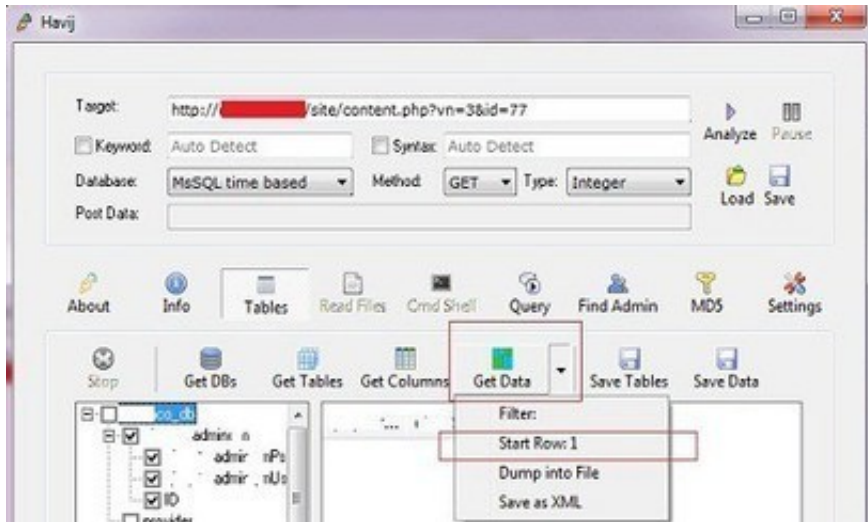 Havij
Target: http:// /site/content.php?vn=3&id=77
Analyze Pause
Keyword: Auto Detect Syntax: Auto Detect
Database: MsSQL time based Method: GET Type: Integer
Load Save
Post Data:
About Info Tables Read Files Cmd Shell Query Find Admin MD5 Settings
Stop Get DBs Get Tables Get Columns Get Data Save Tables Save Data
co_db
Filter:
Start Row: 1
ID
Dump into File
Save as XML
provider